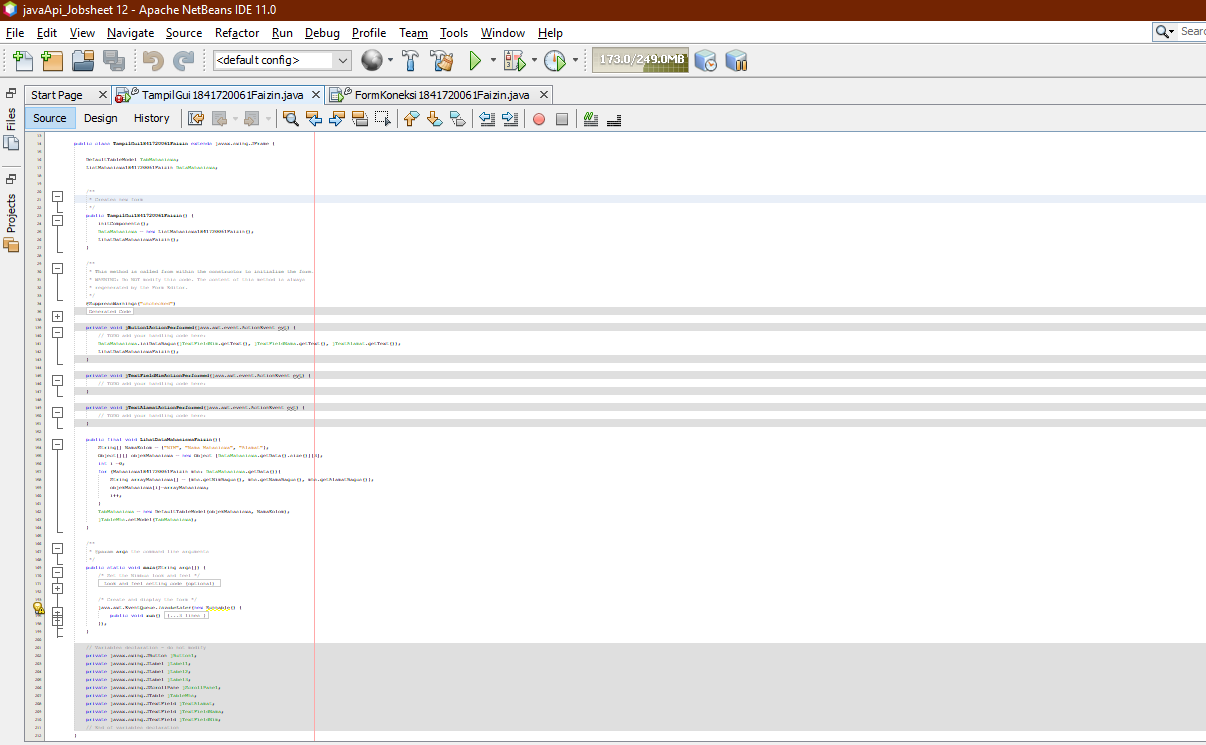 javaApi_Jobsheet 12 - Apache NetBeans IDE 11.0
File Edit View Navigate Source Refactor Run Debug Profile Team Tools Window Help
<default config> 173.0/249.0MB
Start Page TampilGui1841720061Faizin.java FormKoneksi1841720061Faizin.java
Files
Projects
Source Design History
public class TampilGui1841720061Faizin extends javax.swing.JFrame {
DefaultTableModel TabMahasiswa;
ListMahasiswa1841720061Faizin DataMahasiswa;
/**
* Creates new form
*/
public TampilGui1841720061Faizin() {
initComponents();
DataMahasiswa = new ListMahasiswa1841720061Faizin();
LihatDataMahasiswaFaizin();
}
/**
* This method is called from within the constructor to initialize the form.
* WARNING: Do NOT modify this code. The content of this method is always
* regenerated by the Form Editor.
*/
@SuppressWarnings("unchecked")
Generated Code
private void jButton1ActionPerformed(java.awt.event.ActionEvent evt) {
// TODO add your handling code here:
DataMahasiswa.isiDataNaqua(jTextFieldNim.getText(), jTextFieldNama.getText(), jTextAlamat.getText());
LihatDataMahasiswaFaizin();
}
private void jTextFieldNimActionPerformed(java.awt.event.ActionEvent evt) {
// TODO add your handling code here:
}
private void jTextAlamatActionPerformed(java.awt.event.ActionEvent evt) {
// TODO add your handling code here:
}
public final void LihatDataMahasiswaFaizin(){
String[] NamaKolom = {"NIM", "Nama Mahasiswa", "Alamat"};
Object[][] objekMahasiswa = new Object [DataMahasiswa.getData().size()][3];
int i =0;
for (Mahasiswa1841720061Faizin mhs: DataMahasiswa.getData()){
String arrayMahasiswa[] = {mhs.getNimNaqua(), mhs.getNamaNaqua(), mhs.getAlamatNaqua()};
objekMahasiswa[i]=arrayMahasiswa;
i++;
}
TabMahasiswa = new DefaultTableModel(objekMahasiswa, NamaKolom);
jTableMhs.setModel(TabMahasiswa);
}
/**
* @param args the command line arguments
*/
public static void main(String args[]) {
/* Set the Nimbus look and feel */
Look and feel setting code (optional)
/* Create and display the form */
java.awt.EventQueue.invokeLater(new Runnable() {
public void run() {...3 lines }
});
}
// Variables declaration - do not modify
private javax.swing.JButton jButton1;
private javax.swing.JLabel jLabel1;
private javax.swing.JLabel jLabel2;
private javax.swing.JLabel jLabel3;
private javax.swing.JScrollPane jScrollPane1;
private javax.swing.JTable jTableMhs;
private javax.swing.JTextField jTextAlamat;
private javax.swing.JTextField jTextFieldNama;
private javax.swing.JTextField jTextFieldNim;
// End of variables declaration
}